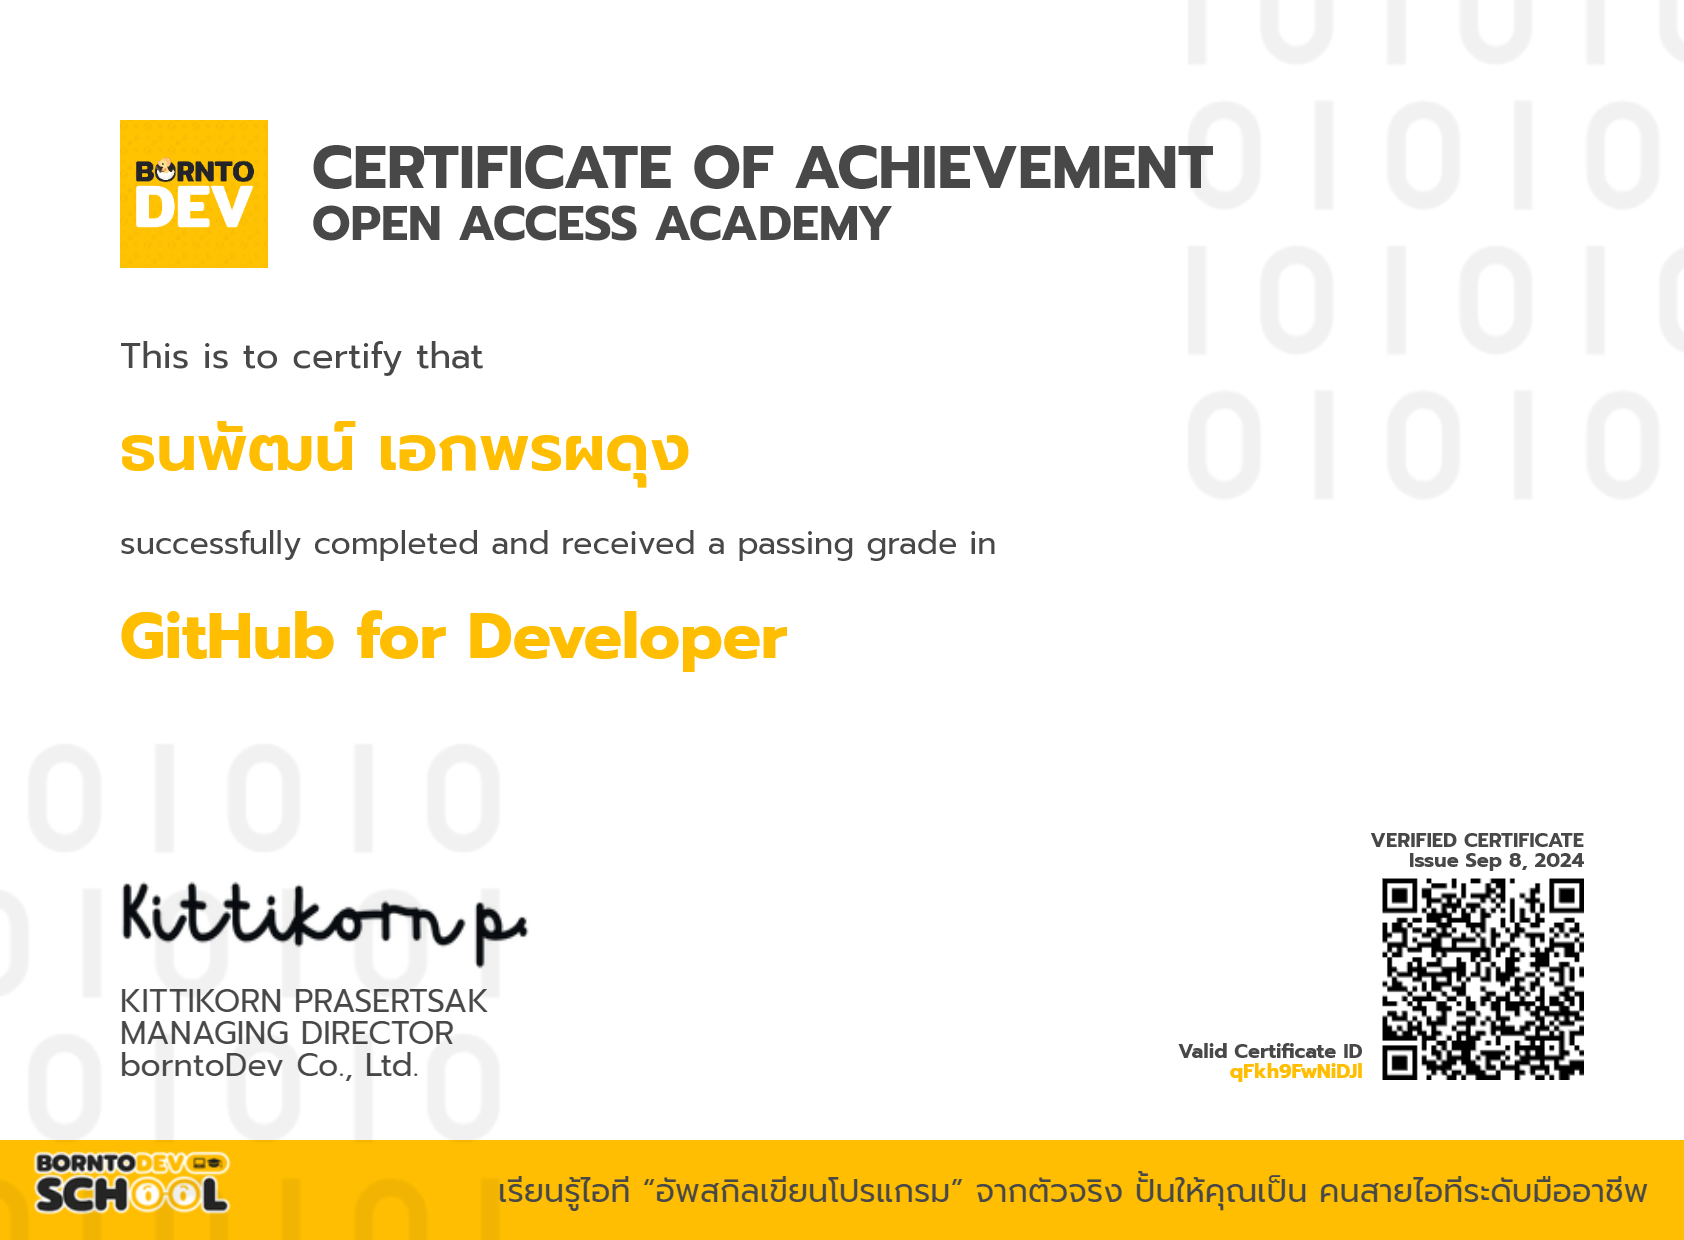 BORNTO
DEV
CERTIFICATE OF ACHIEVEMENT
OPEN ACCESS ACADEMY
This is to certify that
ธนพัฒน์ เอกพรผดุง
successfully completed and received a passing grade in
GitHub for Developer
Kittikorn p.
KITTIKORN PRASERTSAK
MANAGING DIRECTOR
borntoDev Co., Ltd.
VERIFIED CERTIFICATE
Issue Sep 8, 2024
Valid Certificate ID
qFkh9FwNiDJl
BORNTODEV
SCHOOL
เรียนรู้ไอที “อัพสกิลเขียนโปรแกรม” จากตัวจริง ปั้นให้คุณเป็น คนสายไอทีระดับมืออาชีพ